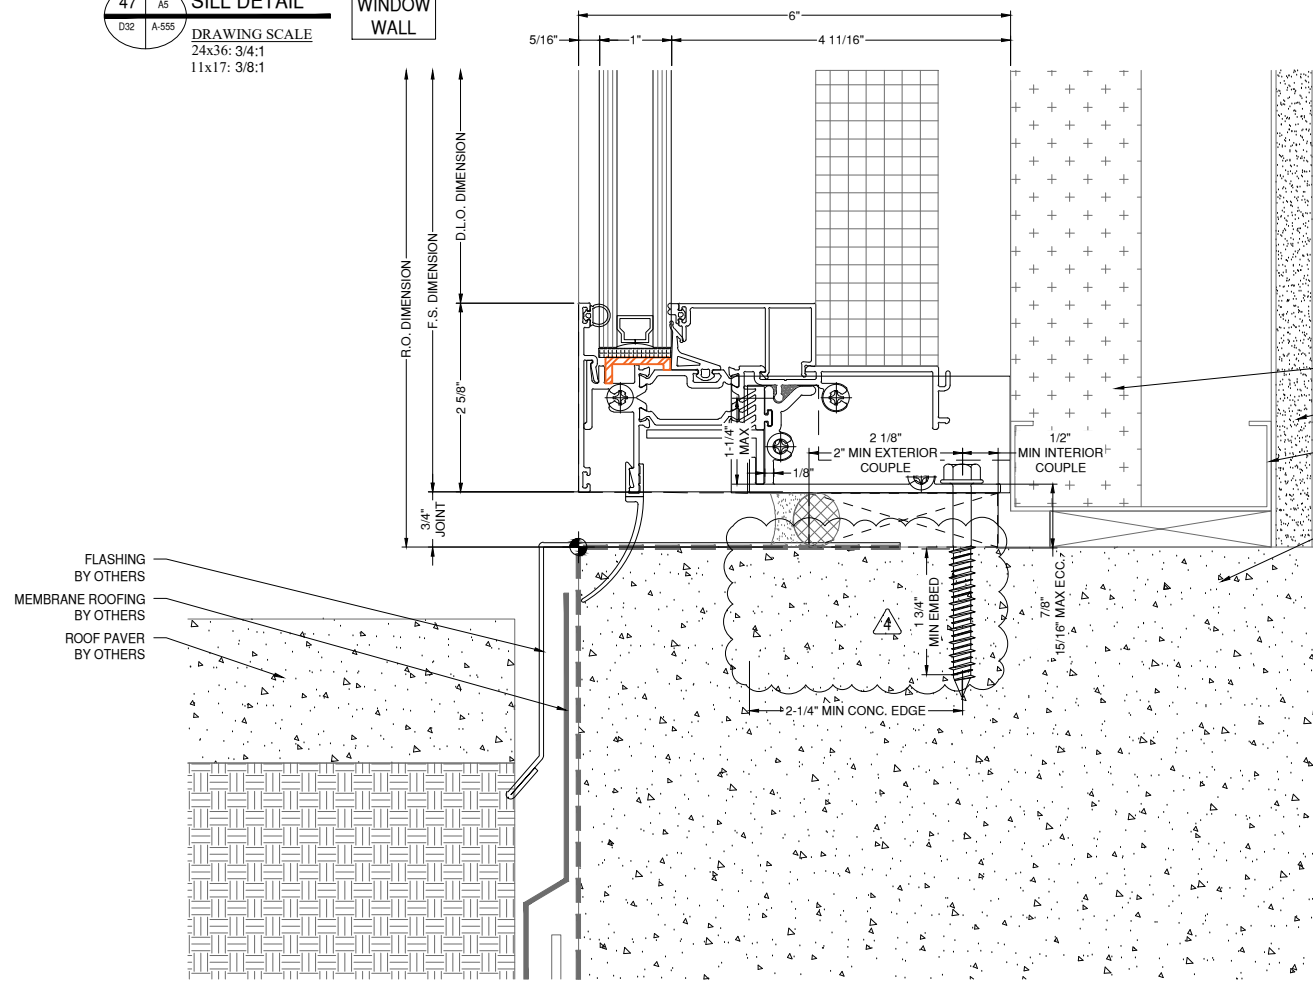 47
A5
SILL DETAIL
D32
A-555
DRAWING SCALE
24x36: 3/4:1
11x17: 3/8:1
WINDOW
WALL
6"
5/16"
1"
4 11/16"
R.O. DIMENSION
F.S. DIMENSION
D.L.O. DIMENSION
2 5/8"
3/4"
JOINT
1-1/4"
MAX
1/8"
2 1/8"
2" MIN EXTERIOR
COUPLE
1/2"
MIN INTERIOR
COUPLE
FLASHING
BY OTHERS
MEMBRANE ROOFING
BY OTHERS
ROOF PAVER
BY OTHERS
4
1 3/4"
MIN EMBED
7/8"
15/16" MAX ECC.
2-1/4" MIN CONC. EDGE